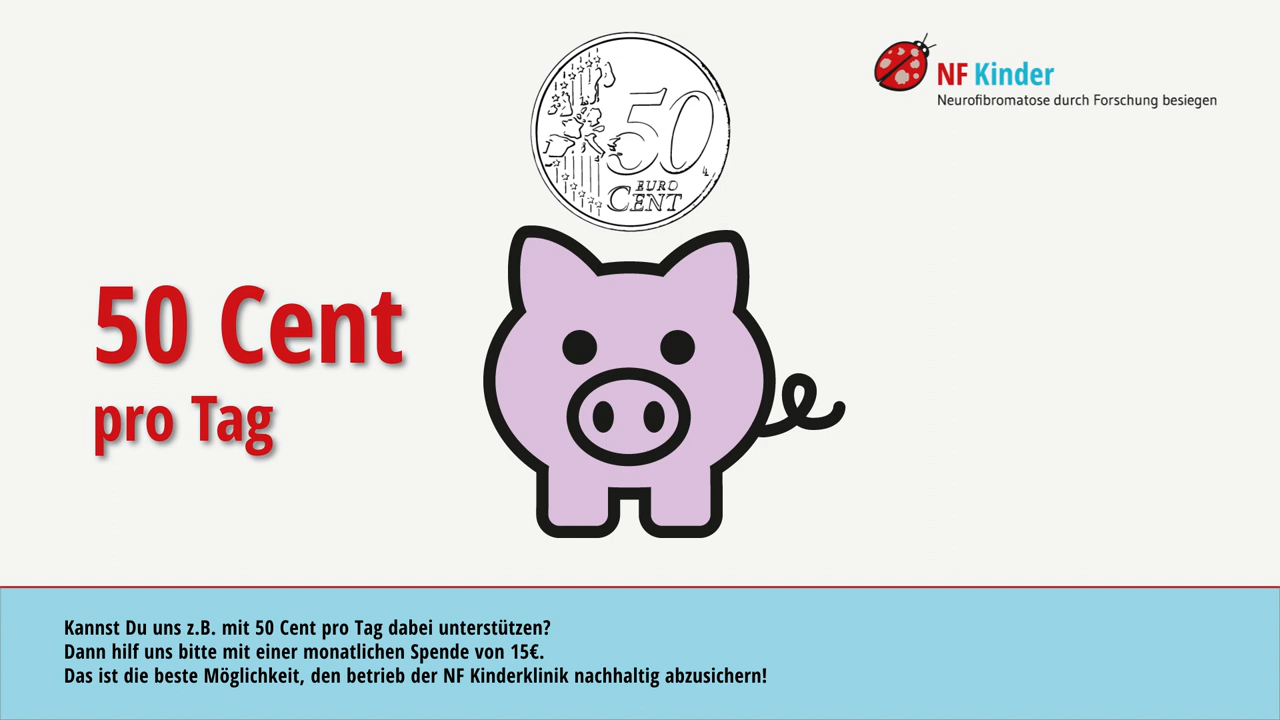 50
EURO
CENT
NF Kinder
Neurofibromatose durch Forschung besiegen
50 Cent
pro Tag
Kannst Du uns z.B. mit 50 Cent pro Tag dabei unterstützen?
Dann hilf uns bitte mit einer monatlichen Spende von 15€.
Das ist die beste Möglichkeit, den betrieb der NF Kinderklinik nachhaltig abzusichern!